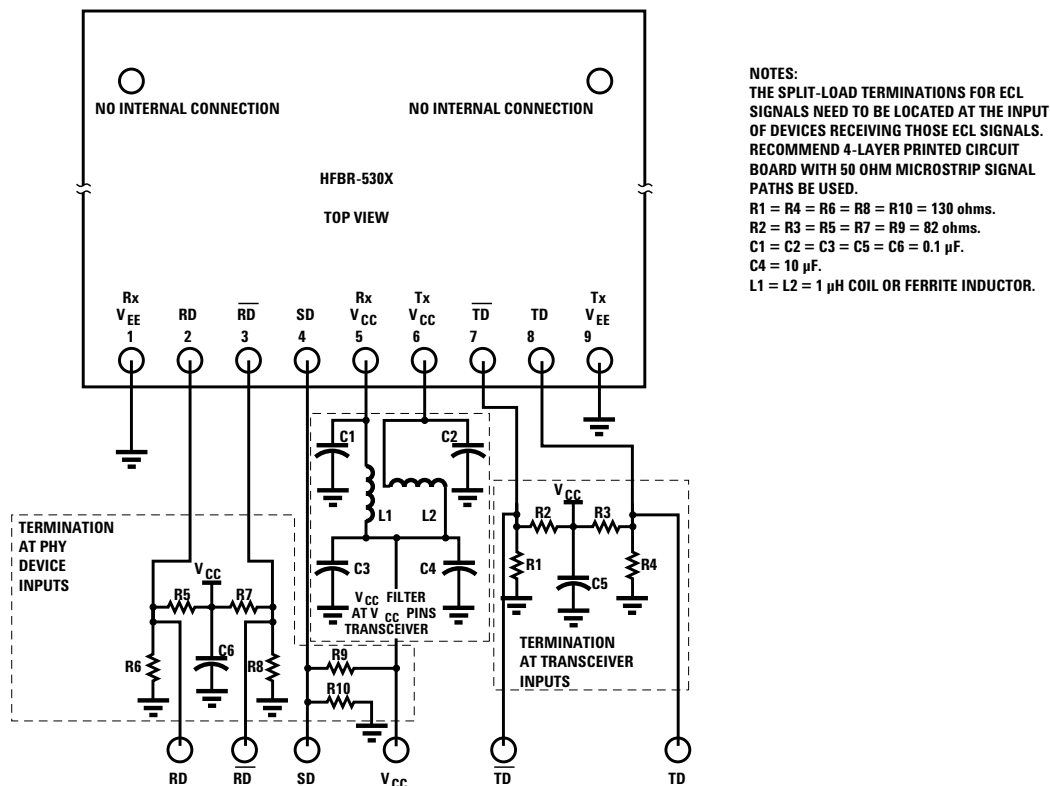 NO INTERNAL CONNECTION
NO INTERNAL CONNECTION
HFBR-530X
TOP VIEW
Rx
VEE
1
RD
2
RD
3
SD
4
Rx
VCC
5
Tx
VCC
6
TD
7
TD
8
Tx
VEE
9
C1
C2
L1
L2
C3
C4
VCC FILTER
AT VCC PINS
TRANSCEIVER
TERMINATION
AT PHY
DEVICE
INPUTS
VCC
R5
R7
R6
C6
R8
R9
R10
VCC
R2
R3
R1
R4
C5
TERMINATION
AT TRANSCEIVER
INPUTS
RD
RD
SD
VCC
TD
TD
NOTES:
THE SPLIT-LOAD TERMINATIONS FOR ECL
SIGNALS NEED TO BE LOCATED AT THE INPUT
OF DEVICES RECEIVING THOSE ECL SIGNALS.
RECOMMEND 4-LAYER PRINTED CIRCUIT
BOARD WITH 50 OHM MICROSTRIP SIGNAL
PATHS BE USED.
R1 = R4 = R6 = R8 = R10 = 130 ohms.
R2 = R3 = R5 = R7 = R9 = 82 ohms.
C1 = C2 = C3 = C5 = C6 = 0.1 µF.
C4 = 10 µF.
L1 = L2 = 1 µH COIL OR FERRITE INDUCTOR.